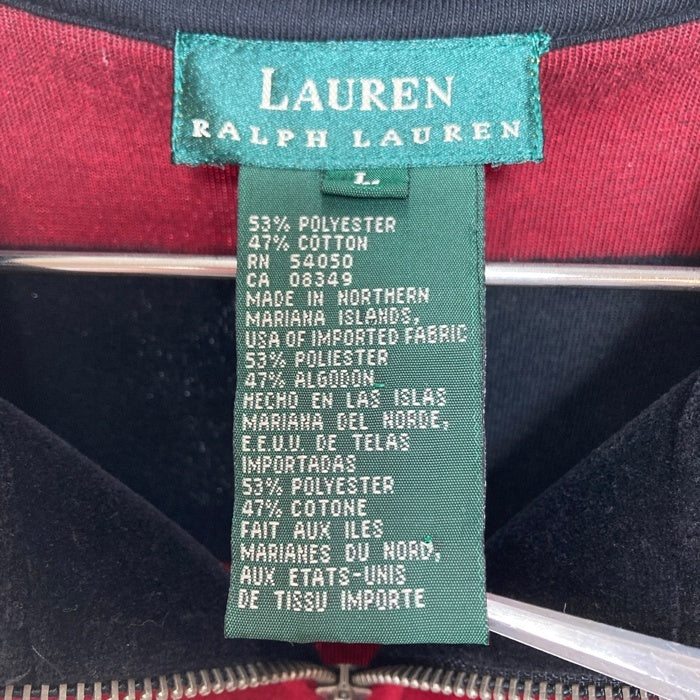 LAUREN
RALPH LAUREN
L
53% POLYESTER
47% COTTON
RN 54050
CA 08349
MADE IN NORTHERN
MARIANA ISLANDS,
USA OF IMPORTED FABRIC
53% POLIESTER
47% ALGODON
HECHO EN LAS ISLAS
MARIANA DEL NORDE,
E.E.U.U. DE TELAS
IMPORTADAS
53% POLYESTER
47% COTONE
FAIT AUX ILES
MARIANES DU NORD,
AUX ETATS-UNIS
DE TISSU IMPORTE